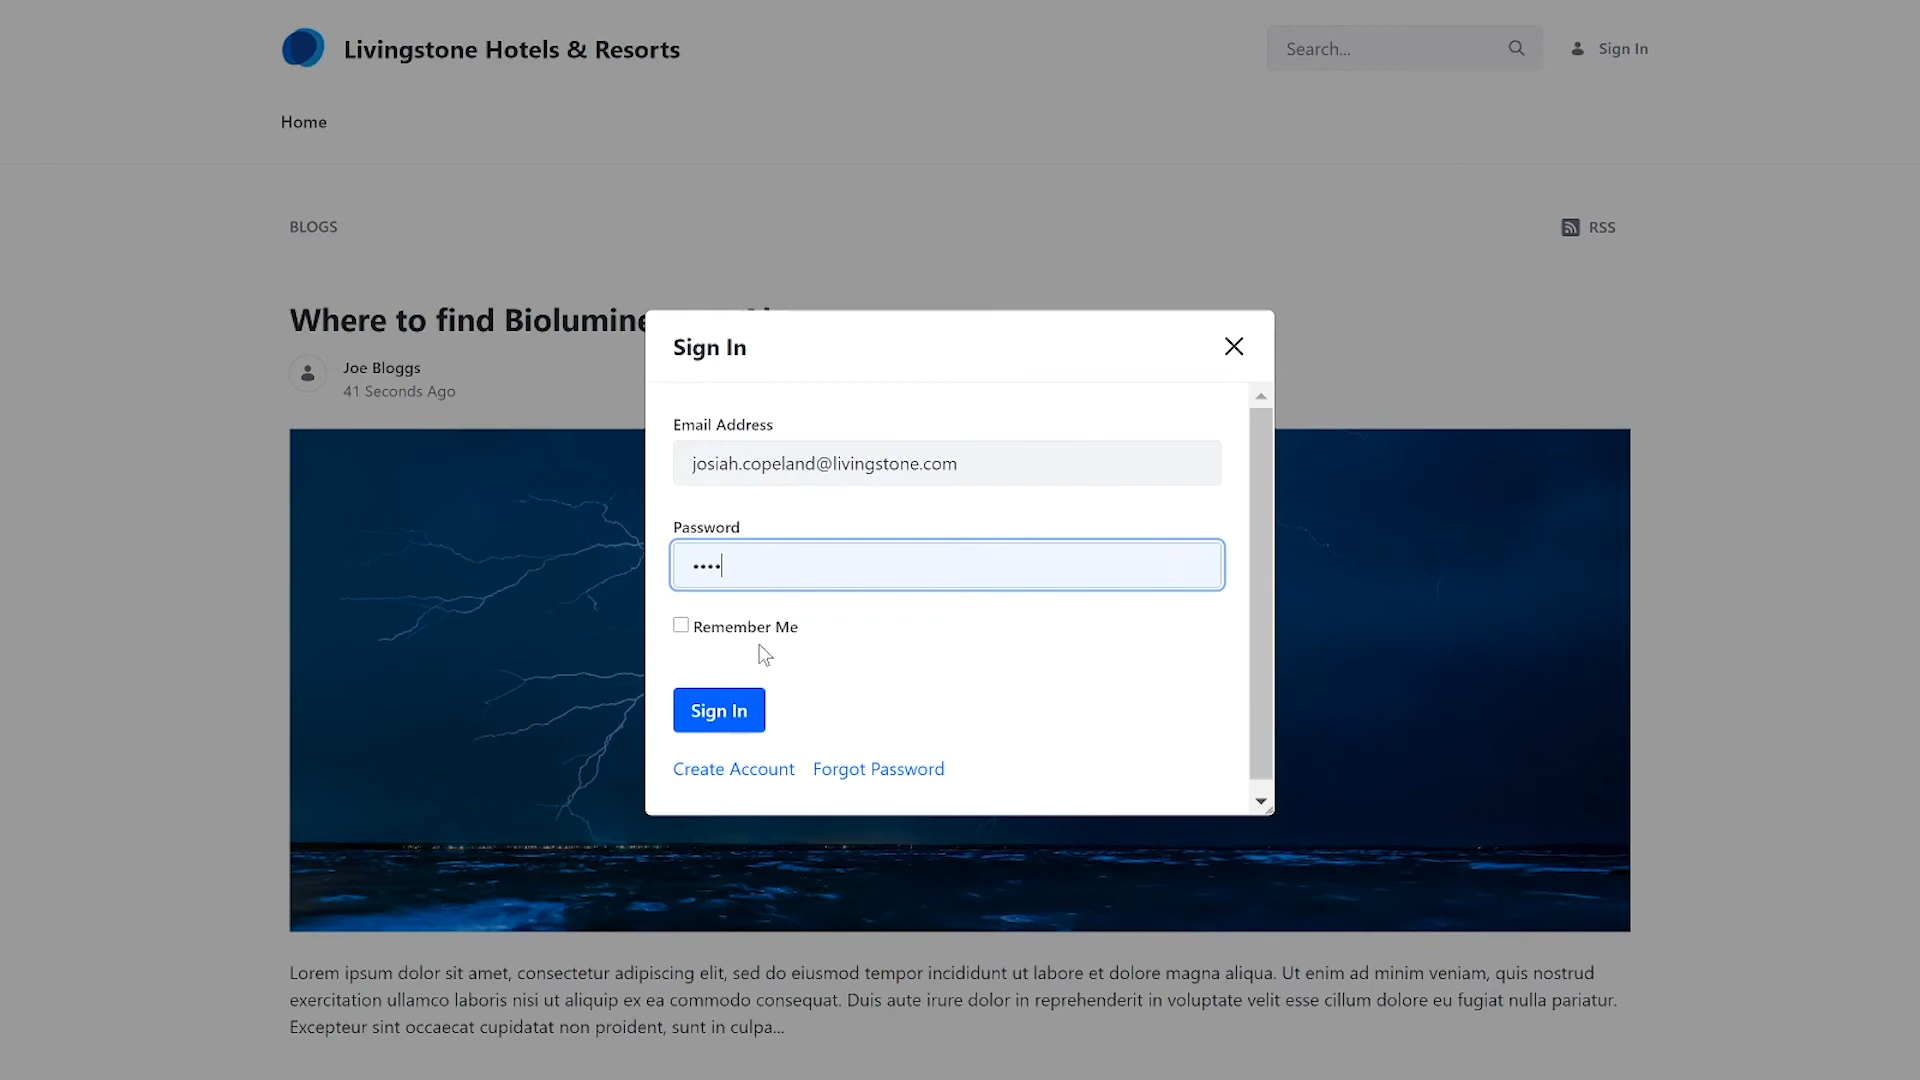 Livingstone Hotels & Resorts
Search...
Sign In
Home
BLOGS
RSS
Where to find
Joe Bloggs
41 Seconds Ago
Sign In
Email Address
josiah.copeland@livingstone.com
Password
••••
Remember Me
Sign In
Create Account Forgot Password
Lorem ipsum dolor sit amet, consectetur adipiscing elit, sed do eiusmod tempor incididunt ut labore et dolore magna aliqua. Ut enim ad minim veniam, quis nostrud
exercitation ullamco laboris nisi ut aliquip ex ea commodo consequat. Duis aute irure dolor in reprehenderit in voluptate velit esse cillum dolore eu fugiat nulla pariatur.
Excepteur sint occaecat cupidatat non proident, sunt in culpa...